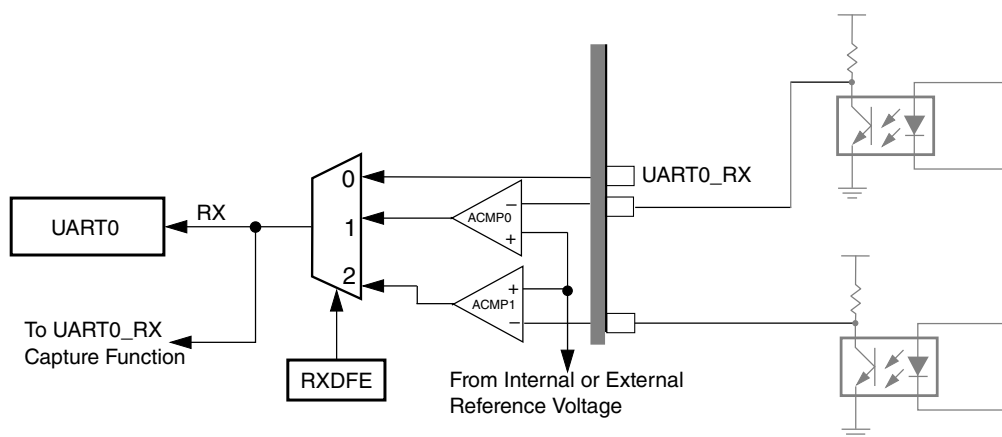 UART0_RX
0
RX
UART0
1
ACMP0
−
+
2
ACMP1
+
−
To UART0_RX
Capture Function
RXDFE
From Internal or External
Reference Voltage